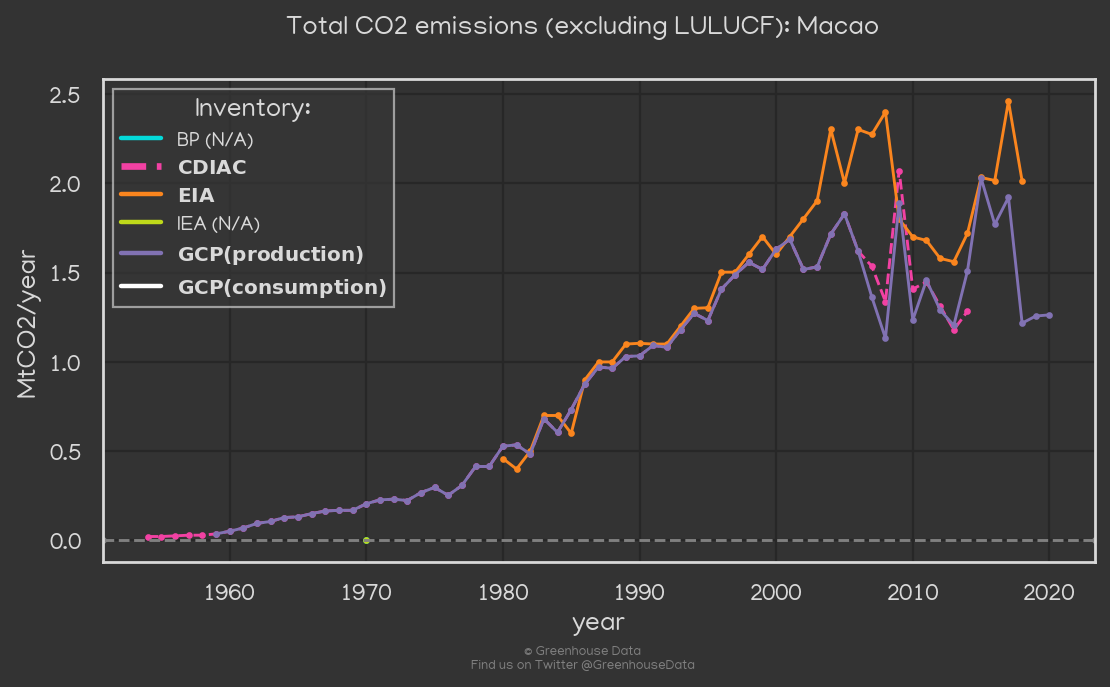 Total CO2 emissions (excluding LULUCF): Macao
Inventory:
BP (N/A)
CDIAC
EIA
IEA (N/A)
GCP(production)
GCP(consumption)
MtCO2/year
2.5
2.0
1.5
1.0
0.5
0.0
1960 1970 1980 1990 2000 2010 2020
year
© Greenhouse Data
Find us on Twitter @GreenhouseData